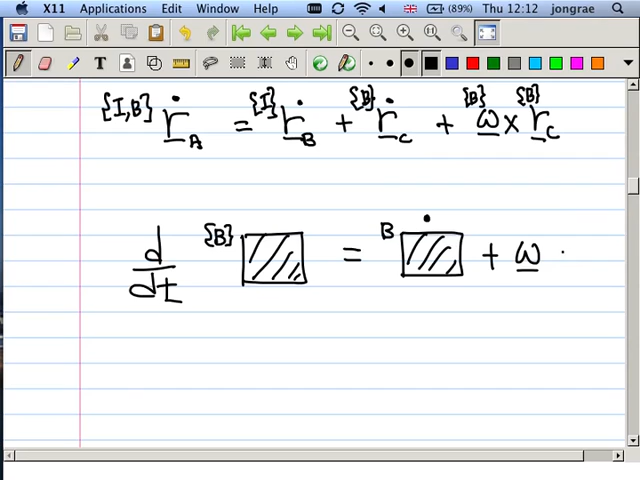 X11 Applications Edit Window Help (89%) Thu 12:12 jongrae
{I,B} ṙ_A = {I} ṙ_B + {B} ṙ_C + {B} ω × {B} r_C
d/dt {B} = B + ω